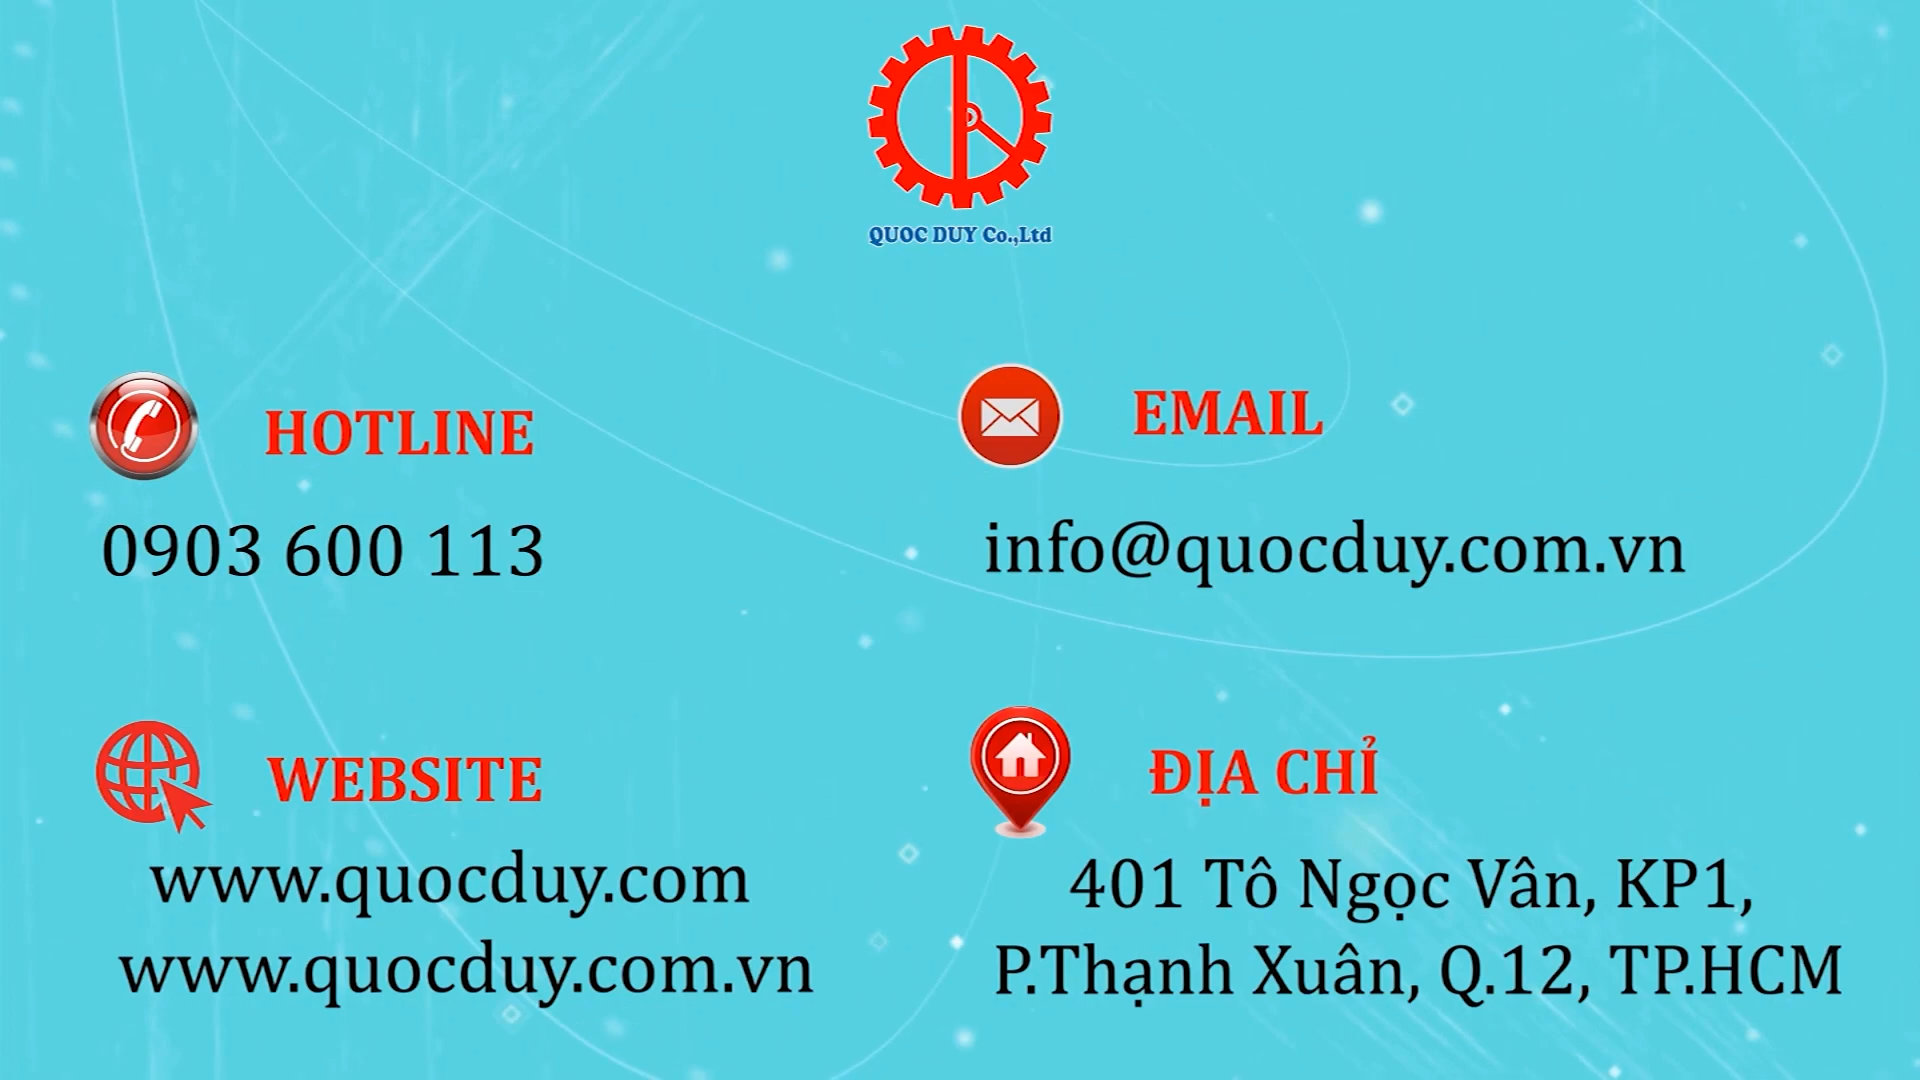 QUOC DUY Co.,Ltd
HOTLINE
0903 600 113
EMAIL
info@quocduy.com.vn
WEBSITE
www.quocduy.com
www.quocduy.com.vn
ĐỊA CHỈ
401 Tô Ngọc Vân, KP1,
P.Thạnh Xuân, Q.12, TP.HCM